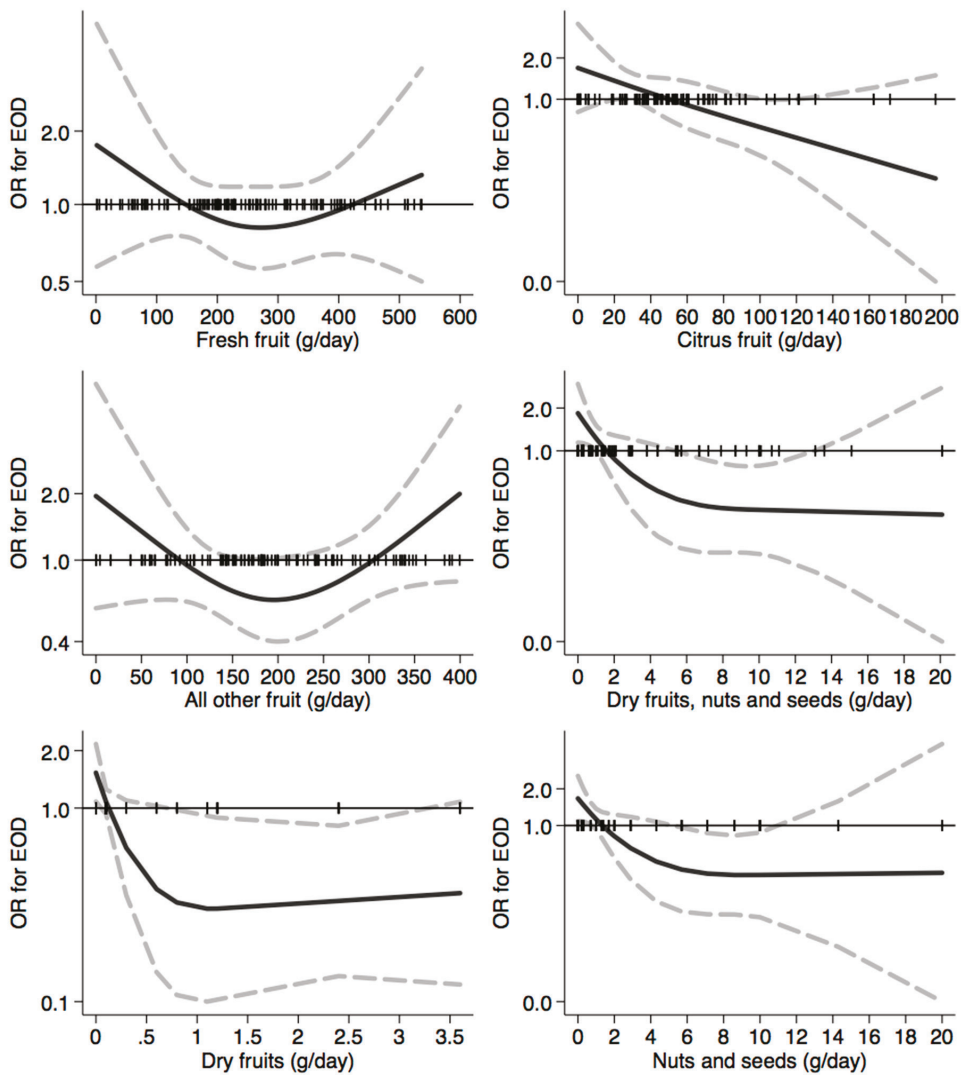 OR for EOD
2.0
1.0
0.5
0 100 200 300 400 500 600
Fresh fruit (g/day)
OR for EOD
2.0
1.0
0.0
0 20 40 60 80 100 120 140 160 180 200
Citrus fruit (g/day)
OR for EOD
2.0
1.0
0.4
0 50 100 150 200 250 300 350 400
All other fruit (g/day)
OR for EOD
2.0
1.0
0.0
0 2 4 6 8 10 12 14 16 18 20
Dry fruits, nuts and seeds (g/day)
OR for EOD
2.0
1.0
0.1
0 .5 1 1.5 2 2.5 3 3.5
Dry fruits (g/day)
OR for EOD
2.0
1.0
0.0
0 2 4 6 8 10 12 14 16 18 20
Nuts and seeds (g/day)